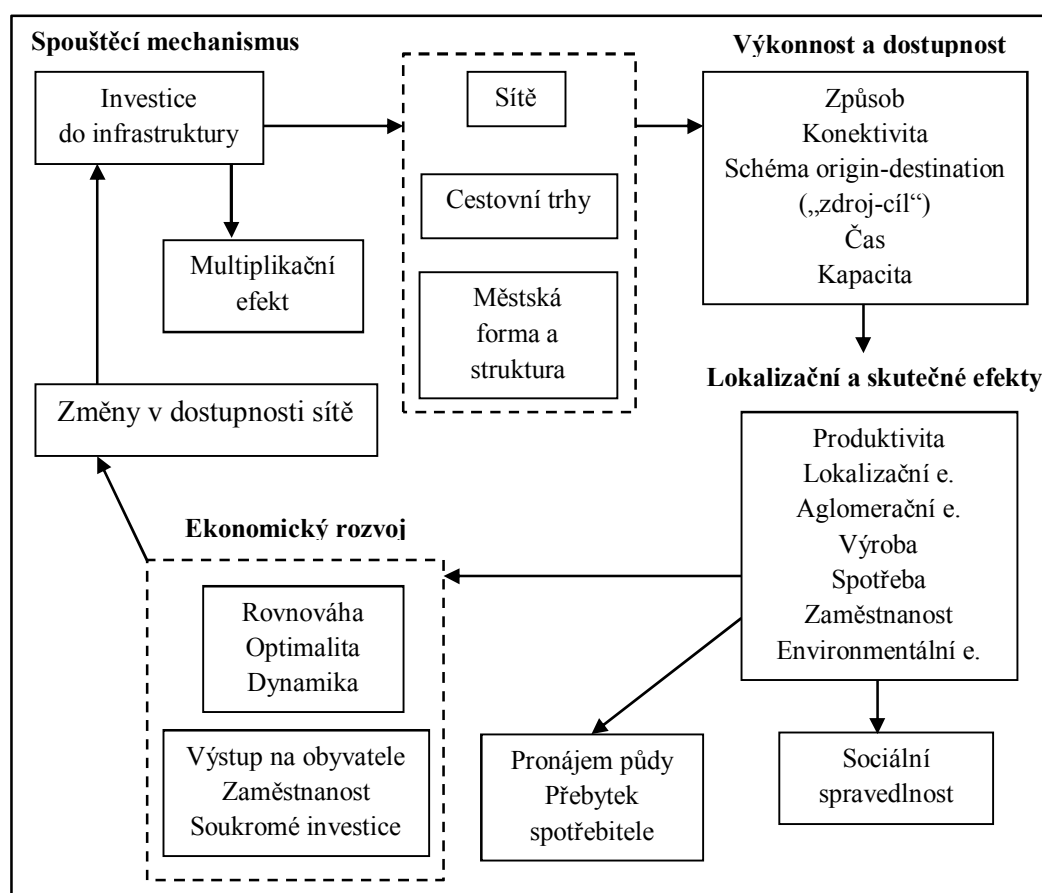 Spouštěcí mechanismus
Investice
do infrastruktury
Multiplikační
efekt
Změny v dostupnosti sítě
Sítě
Cestovní trhy
Městská
forma a
struktura
Výkonnost a dostupnost
Způsob
Konektivita
Schéma origin-destination
(„zdroj-cíl“)
Čas
Kapacita
Lokalizační a skutečné efekty
Produktivita
Lokalizační e.
Aglomerační e.
Výroba
Spotřeba
Zaměstnanost
Environmentální e.
Ekonomický rozvoj
Rovnováha
Optimalita
Dynamika
Výstup na obyvatele
Zaměstnanost
Soukromé investice
Pronájem půdy
Přebytek
spotřebitele
Sociální
spravedlnost